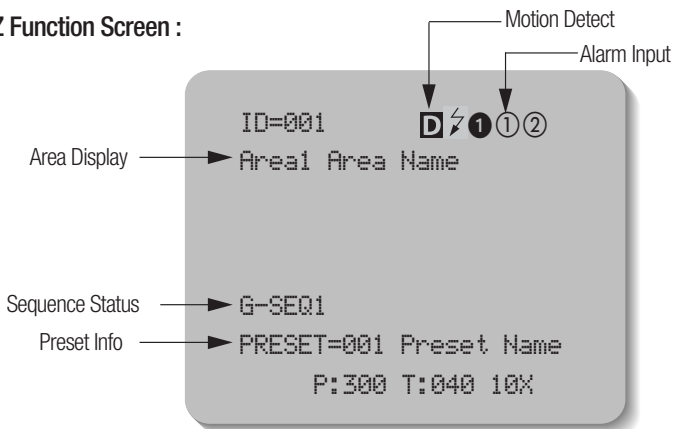 Z Function Screen :
Motion Detect
Alarm Input
ID=001 D ❶①②
Area Display
Area1 Area Name
Sequence Status
G-SEQ1
Preset Info
PRESET=001 Preset Name
P:300 T:040 10X